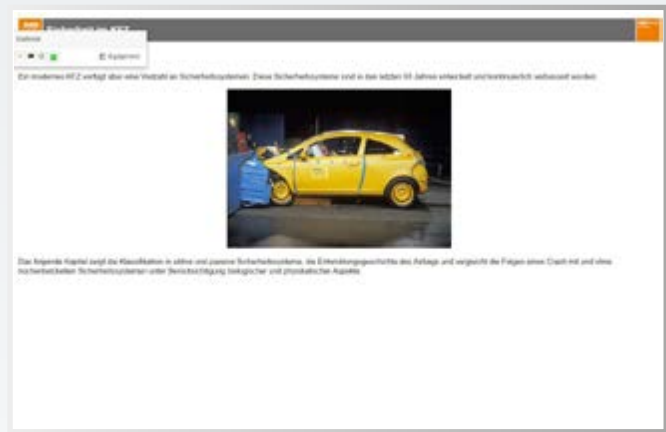 Sicherheit im KFZ
Ein modernes KFZ verfügt über eine Vielzahl an Sicherheitssystemen. Diese Sicherheitssysteme sind in den letzten 50 Jahren entwickelt und kontinuierlich verbessert worden.
Das folgende Kapitel zeigt die Klassifikation in aktive und passive Sicherheitssysteme, die Entwicklungsgeschichte des Airbags und vergleicht die Folgen eines Crash mit und ohne
Sicherheitssystemen unter Berücksichtigung biologischer und physikalischer Aspekte.